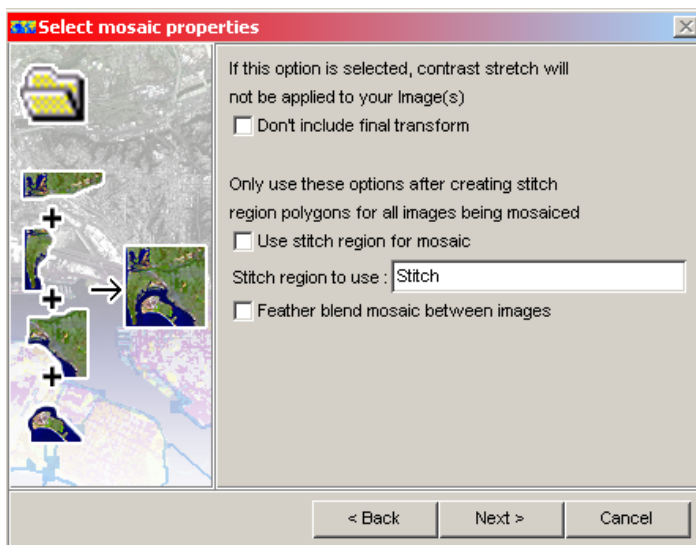 Select mosaic properties
If this option is selected, contrast stretch will
not be applied to your Image(s)
Don't include final transform
Only use these options after creating stitch
region polygons for all images being mosaiced
Use stitch region for mosaic
Stitch region to use : Stitch
Feather blend mosaic between images
< Back Next > Cancel